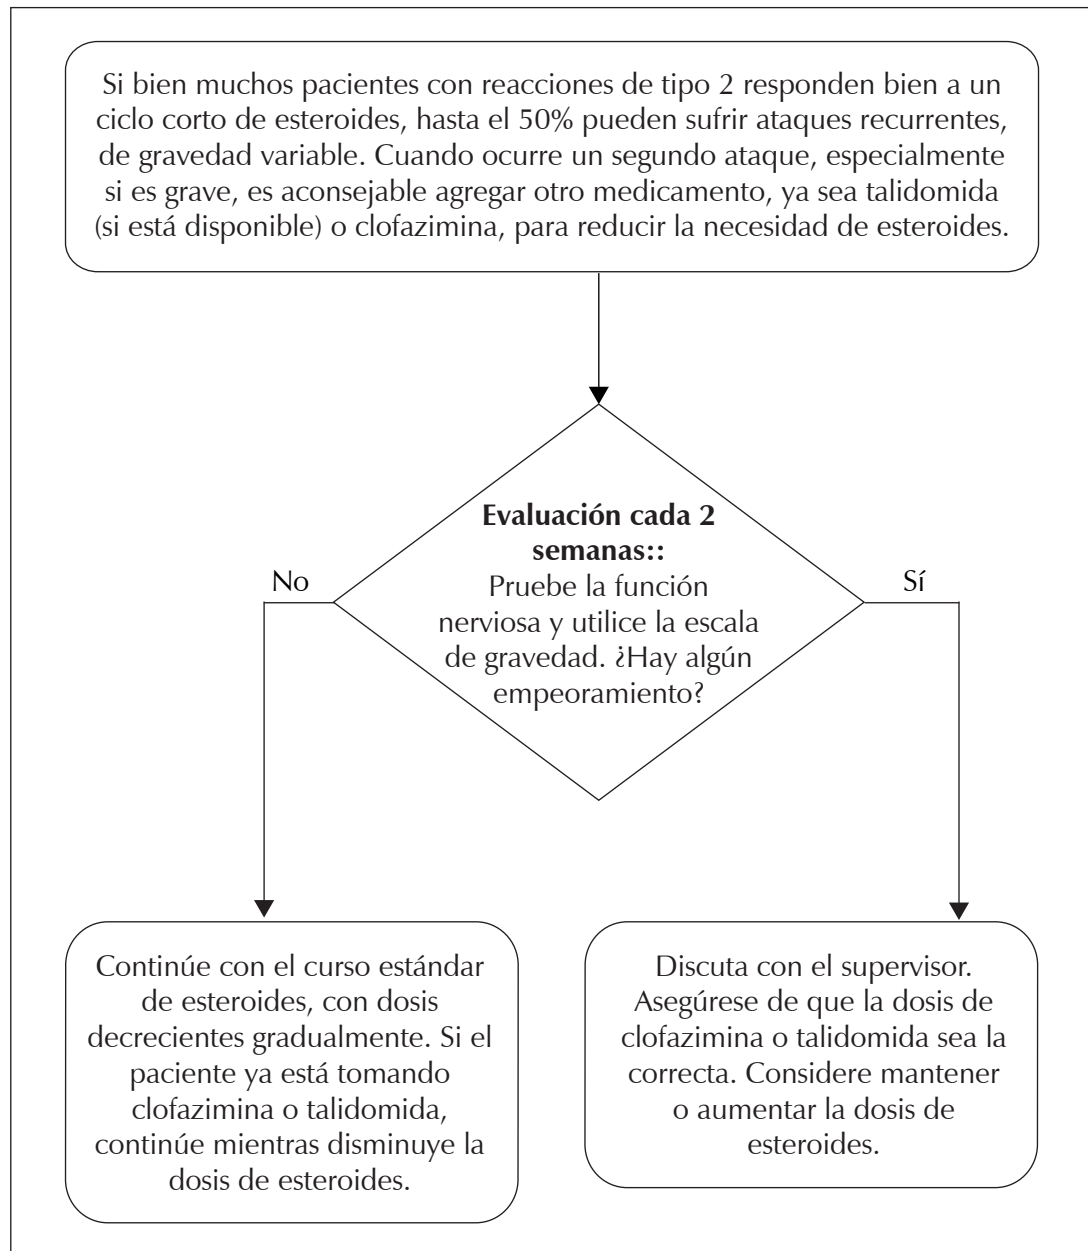 Si bien muchos pacientes con reacciones de tipo 2 responden bien a un
ciclo corto de esteroides, hasta el 50% pueden sufrir ataques recurrentes,
de gravedad variable. Cuando ocurre un segundo ataque, especialmente
si es grave, es aconsejable agregar otro medicamento, ya sea talidomida
(si está disponible) o clofazimina, para reducir la necesidad de esteroides.
Evaluación cada 2
semanas::
Pruebe la función
nerviosa y utilice la escala
de gravedad. ¿Hay algún
empeoramiento?
No
Sí
Continúe con el curso estándar
de esteroides, con dosis
decrecientes gradualmente. Si el
paciente ya está tomando
clofazimina o talidomida,
continúe mientras disminuye la
dosis de esteroides.
Discuta con el supervisor.
Asegúrese de que la dosis de
clofazimina o talidomida sea la
correcta. Considere mantener
o aumentar la dosis de
esteroides.